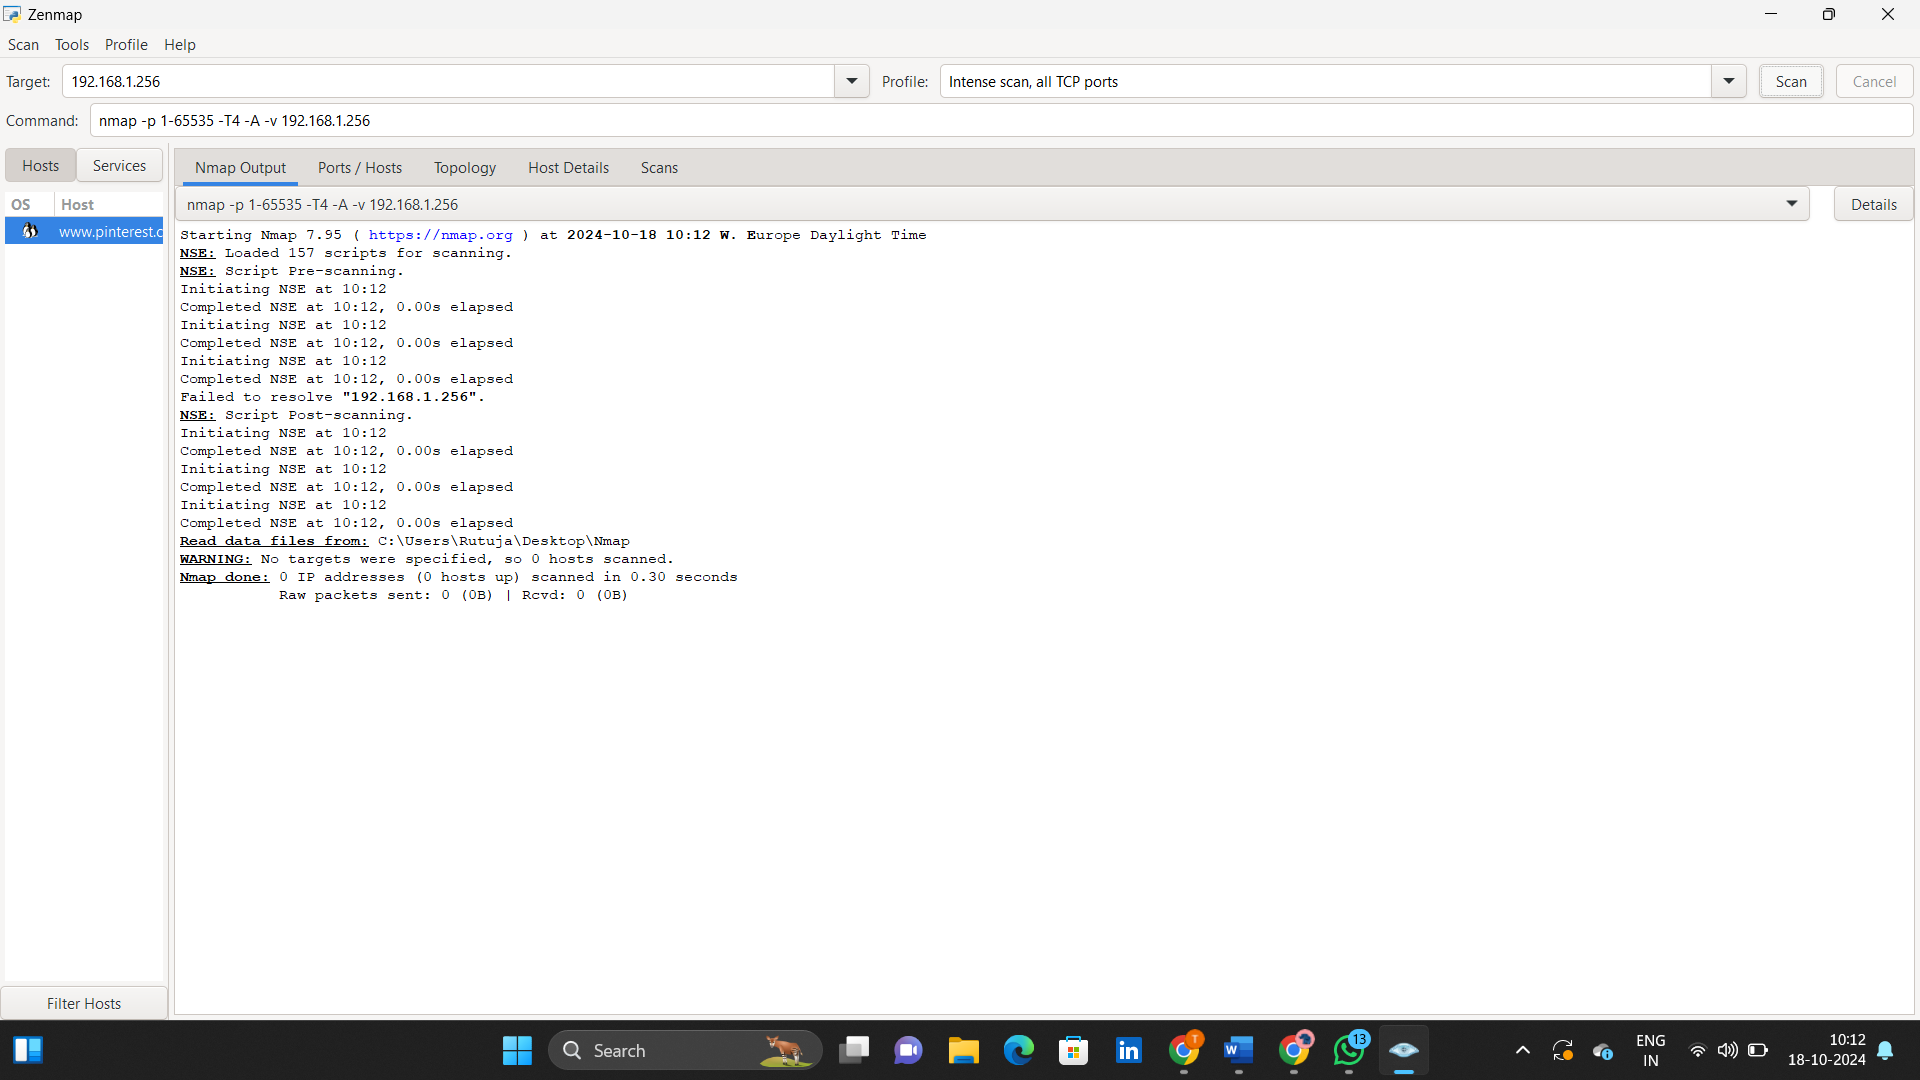 Zenmap
Scan Tools Profile Help
Target: 192.168.1.256 Profile: Intense scan, all TCP ports Scan Cancel
Command: nmap -p 1-65535 -T4 -A -v 192.168.1.256
Hosts Services Nmap Output Ports / Hosts Topology Host Details Scans
OS Host
nmap -p 1-65535 -T4 -A -v 192.168.1.256 Details
www.pinterest.c
Starting Nmap 7.95 ( https://nmap.org ) at 2024-10-18 10:12 W. Europe Daylight Time
NSE: Loaded 157 scripts for scanning.
NSE: Script Pre-scanning.
Initiating NSE at 10:12
Completed NSE at 10:12, 0.00s elapsed
Initiating NSE at 10:12
Completed NSE at 10:12, 0.00s elapsed
Initiating NSE at 10:12
Completed NSE at 10:12, 0.00s elapsed
Failed to resolve "192.168.1.256".
NSE: Script Post-scanning.
Initiating NSE at 10:12
Completed NSE at 10:12, 0.00s elapsed
Initiating NSE at 10:12
Completed NSE at 10:12, 0.00s elapsed
Initiating NSE at 10:12
Completed NSE at 10:12, 0.00s elapsed
Read data files from: C:\Users\Rutuja\Desktop\Nmap
WARNING: No targets were specified, so 0 hosts scanned.
Nmap done: 0 IP addresses (0 hosts up) scanned in 0.30 seconds
Raw packets sent: 0 (0B) | Rcvd: 0 (0B)
Filter Hosts
Search
T
W
13
ENG
IN
10:12
18-10-2024